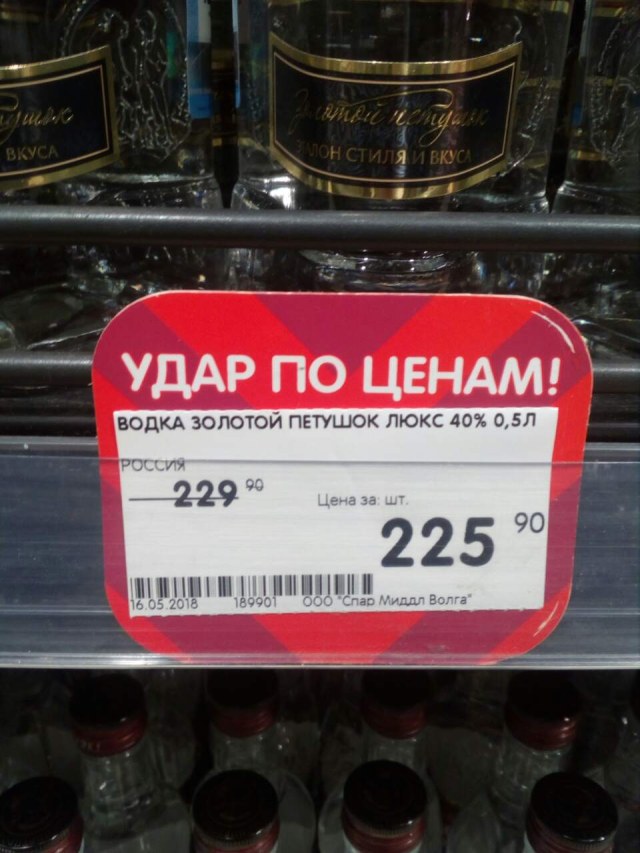 ВКУСА
Золотой петушок
ЭТАЛОН СТИЛЯ И ВКУСА
УДАР ПО ЦЕНАМ!
ВОДКА ЗОЛОТОЙ ПЕТУШОК ЛЮКС 40% 0,5Л
РОССИЯ
229 90
Цена за: шт.
225 90
16.05.2018 189901 ООО "Спар Миддл Волга"